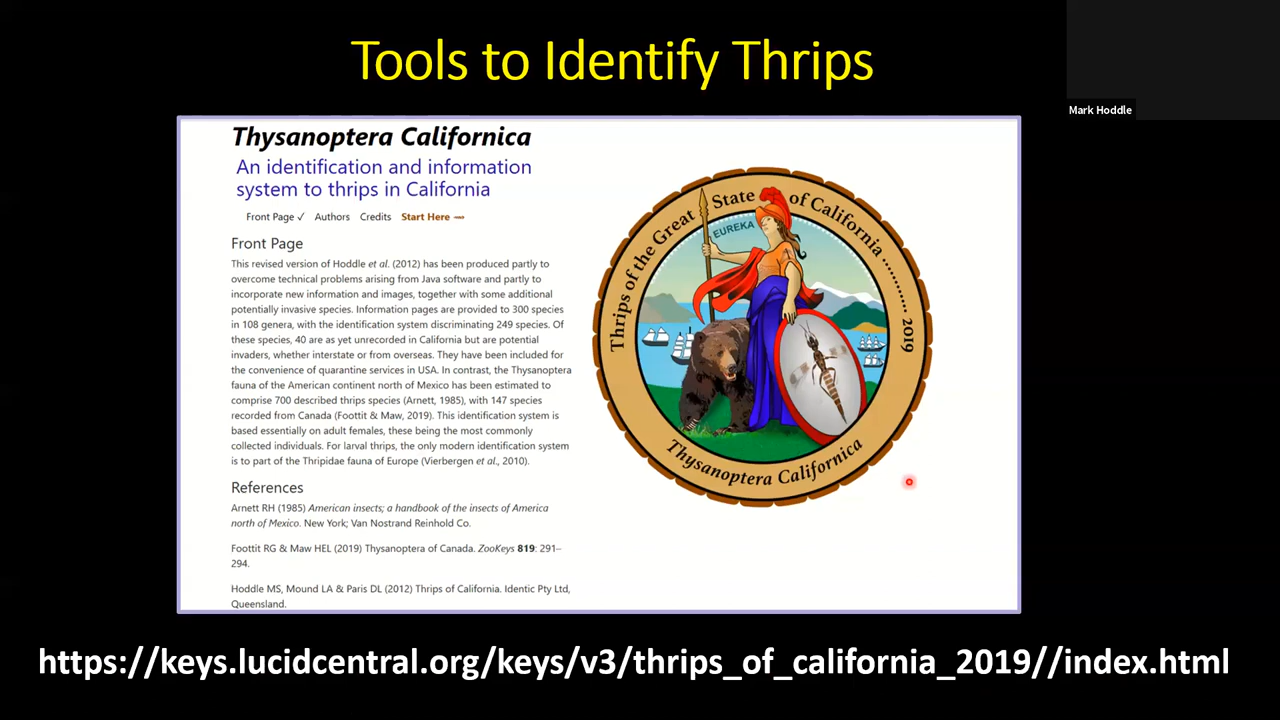 Tools to Identify Thrips
Mark Hoddle
Thysanoptera Californica
An identification and information
system to thrips in California
Front Page ✓ Authors Credits Start Here
Front Page
This revised version of Hoddle et al. (2012) has been produced partly to
overcome technical problems arising from Java software and partly to
incorporate new information and images, together with some additional
potentially invasive species. Information pages are provided to 300 species
in 108 genera, with the identification system discriminating 249 species. Of
these species, 40 are as yet unrecorded in California but are potential
invaders, whether interstate or from overseas. They have been included for
the convenience of quarantine services in USA. In contrast, the Thysanoptera
fauna of the American continent north of Mexico has been estimated to
comprise 700 described thrips species (Arnett, 1985), with 147 species
recorded from Canada (Foottit & Maw, 2019). This identification system is
based essentially on adult females, these being the most commonly
collected individuals. For larval thrips, the only modern identification system
is to part of the Thripidae fauna of Europe (Vierbergen et al., 2010).
References
Arnett RH (1985) American insects; a handbook of the insects of America
north of Mexico. New York; Van Nostrand Reinhold Co.
Foottit RG & Maw HEL (2019) Thysanoptera of Canada. ZooKeys 819: 291–
294.
Hoddle MS, Mound LA & Paris DL (2012) Thrips of California. Identic Pty Ltd,
Queensland.
Thrips of the Great State of California ......... 2019
EUREKA
Thysanoptera Californica
https://keys.lucidcentral.org/keys/v3/thrips_of_california_2019//index.html